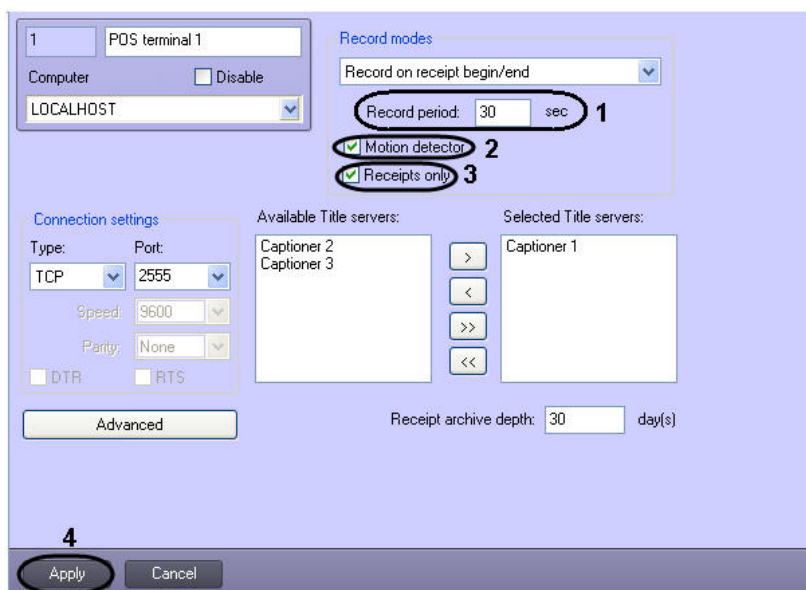 1 POS terminal 1
Computer Disable
LOCALHOST
Record modes
Record on receipt begin/end
Record period: 30 sec 1
Motion detector 2
Receipts only 3
Connection settings
Type: Port:
TCP 2555
Speed: 9600
Parity: None
DTR RTS
Advanced
Available Title servers:
Captioner 2
Captioner 3
>
<
>>
<<
Selected Title servers:
Captioner 1
Receipt archive depth: 30 day(s)
4
Apply Cancel